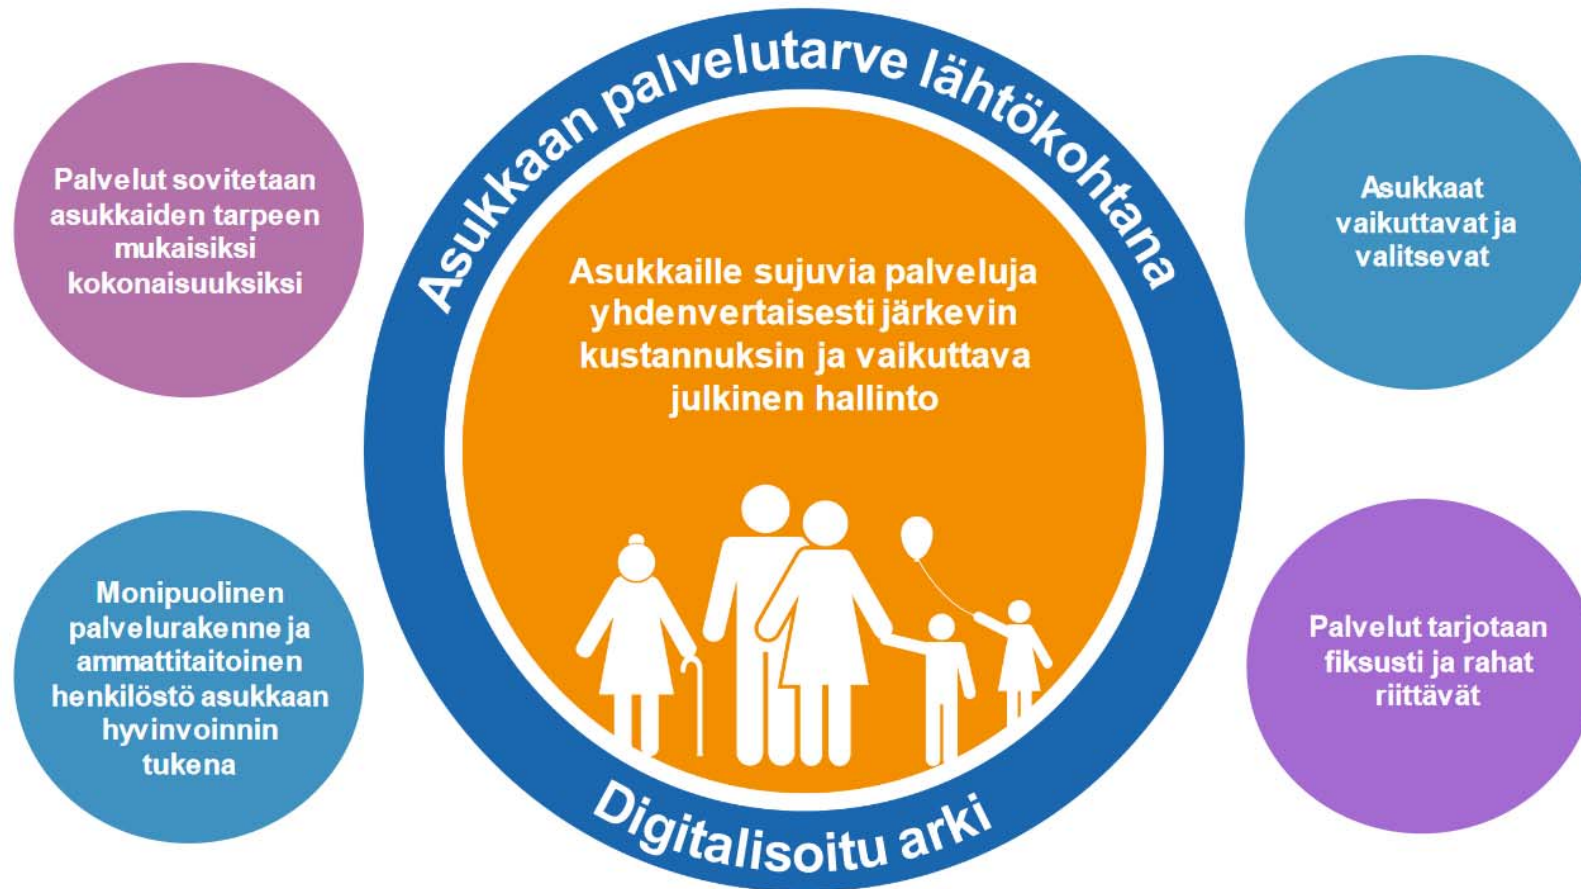 Asukkaan palvelutarve lähtökohtana
Palvelut sovitetaan
asukkaiden tarpeen
mukaisiksi
kokonaisuuksiksi
Asukkaille sujuvia palveluja
yhdenvertaisesti järkevin
kustannuksin ja vaikuttava
julkinen hallinto
Asukkaat
vaikuttavat ja
valitsevat
Monipuolinen
palvelurakenne ja
ammattitaitoinen
henkilöstö asukkaan
hyvinvoinnin
tukena
Palvelut tarjotaan
fiksusti ja rahat
riittävät
Digitalisoitu arki